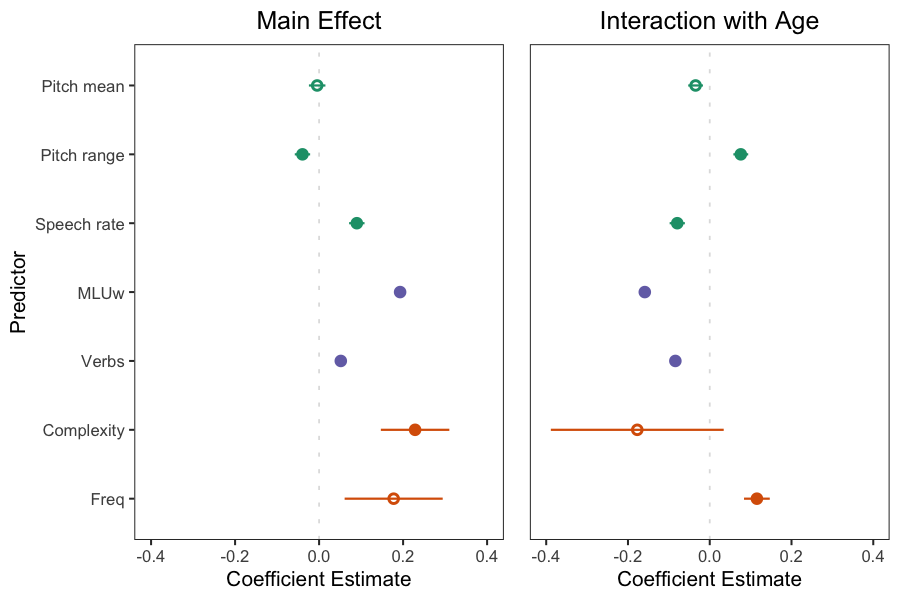 Main Effect
Interaction with Age
Predictor
Pitch mean
Pitch range
Speech rate
MLUw
Verbs
Complexity
Freq
-0.4 -0.2 0.0 0.2 0.4
-0.4 -0.2 0.0 0.2 0.4
Coefficient Estimate
Coefficient Estimate